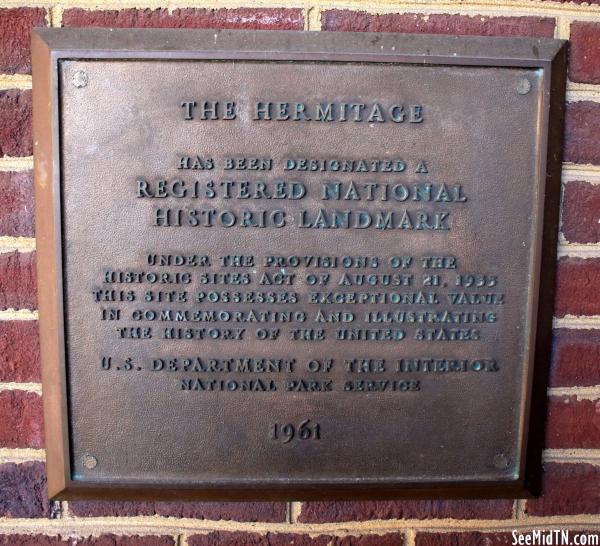 THE HERMITAGE
HAS BEEN DESIGNATED A
REGISTERED NATIONAL
HISTORIC LANDMARK
UNDER THE PROVISIONS OF THE
HISTORIC SITES ACT OF AUGUST 21, 1935
THIS SITE POSSESSES EXCEPTIONAL VALUE
IN COMMEMORATING AND ILLUSTRATING
THE HISTORY OF THE UNITED STATES
U.S. DEPARTMENT OF THE INTERIOR
NATIONAL PARK SERVICE
1961
SeeMidTN.com